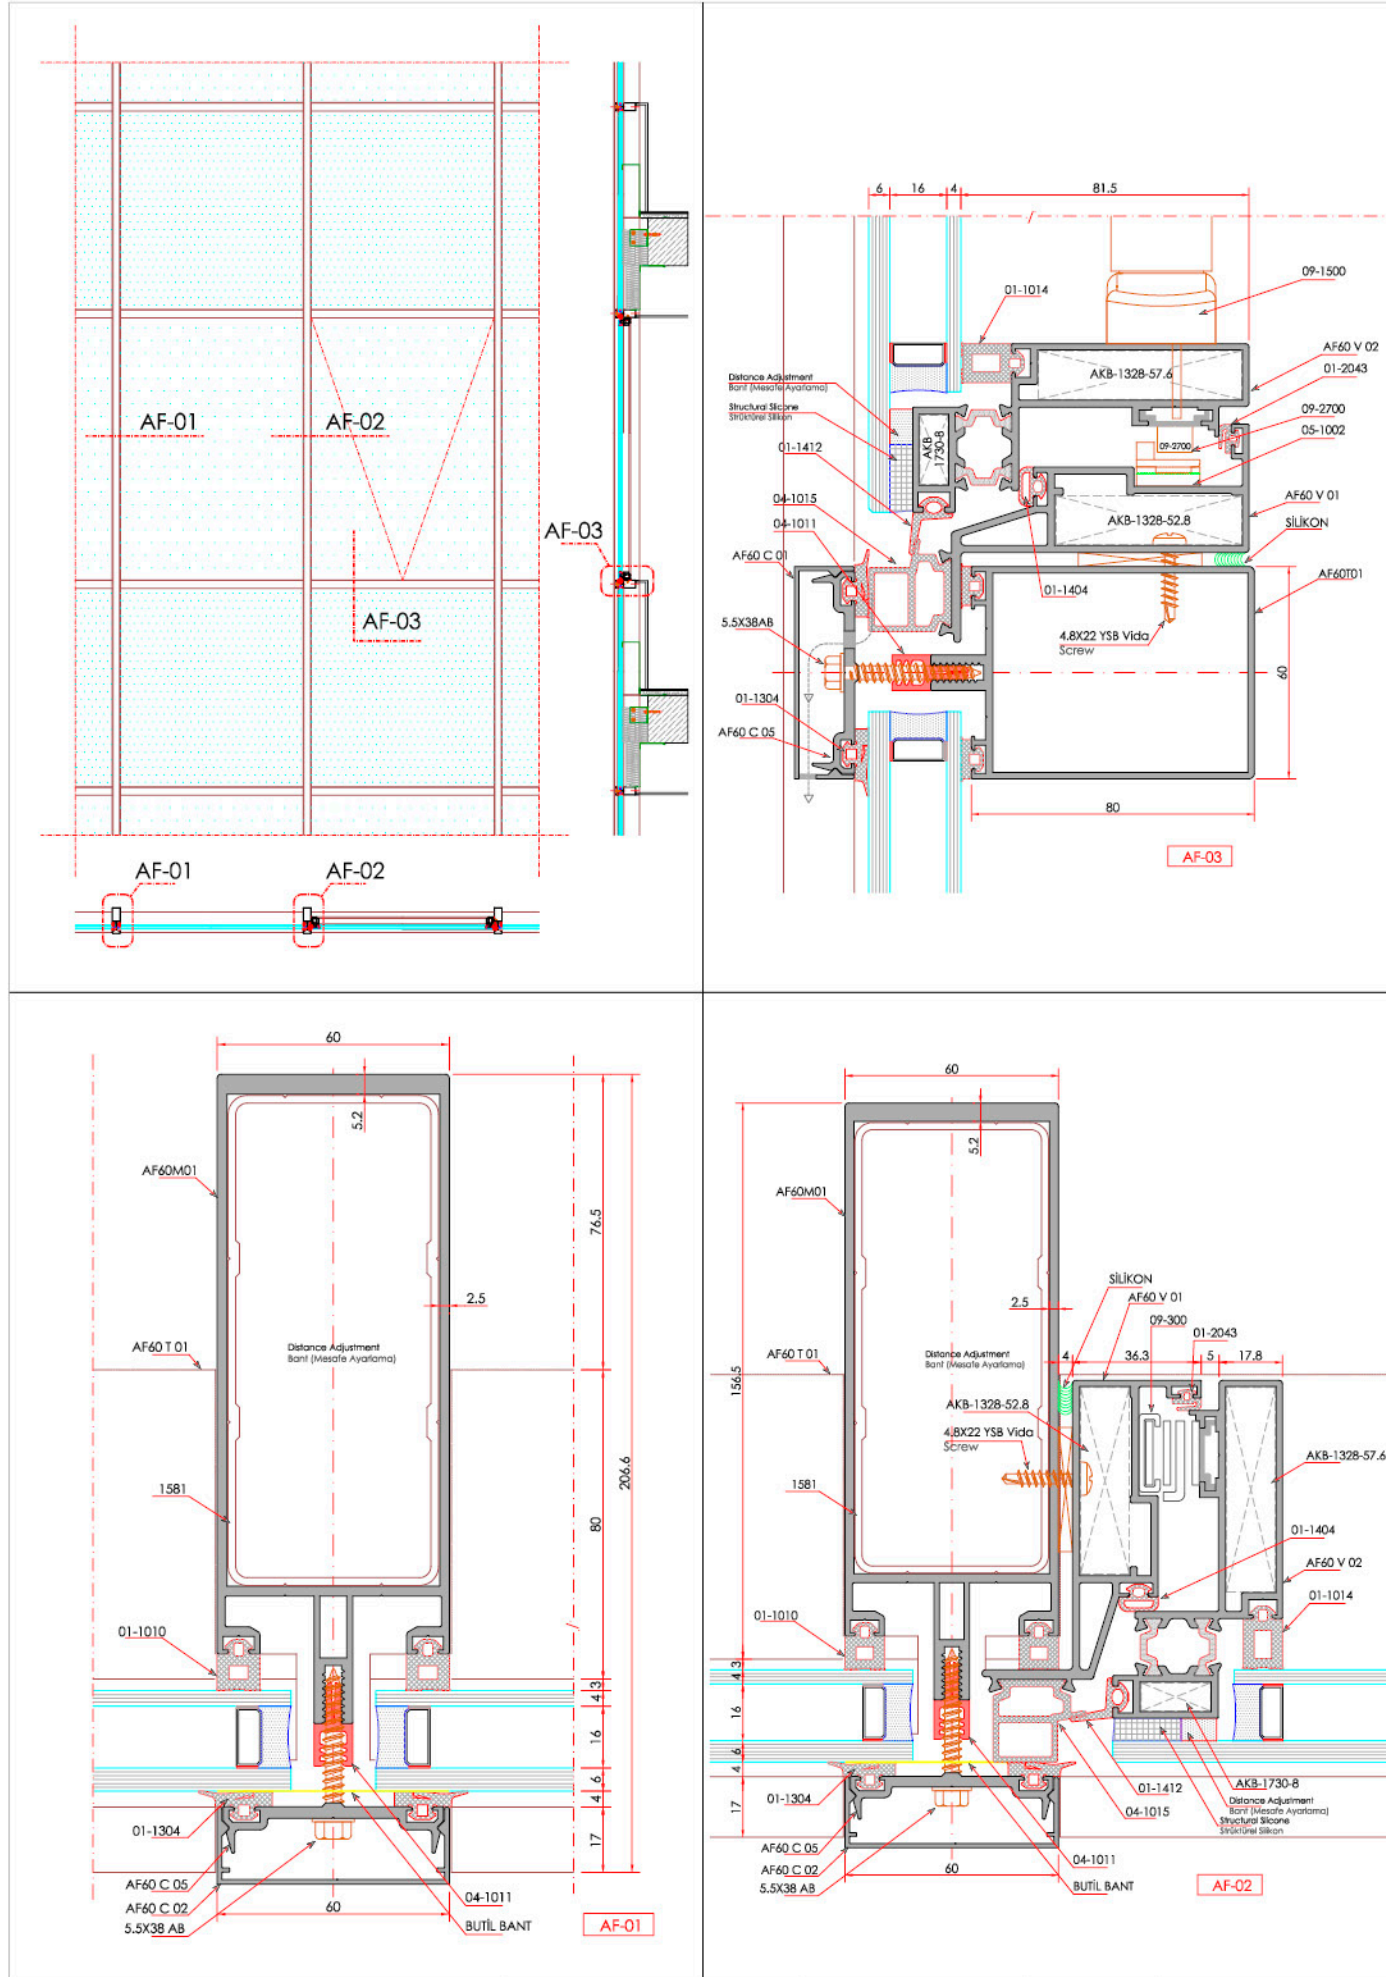 AF-01
AF-02
AF-03
AF-03
AF-01
AF-02
6
16
4
81.5
09-1500
01-1014
AF60 V 02
AKB-1328-57.6
01-2043
Distance Adjustment
Bant (Mesafe Ayarlama)
09-2700
Structural Slicone
Strüktürel Silikon
05-1002
09-2700
AKB
1730-8
01-1412
AF60 V 01
04-1015
AKB-1328-52.8
SİLİKON
04-1011
AF60 C 01
AF60T01
01-1404
5.5X38AB
4.8X22 YSB Vida
Screw
60
01-1304
AF60 C 05
80
AF-03
60
5.2
AF60M01
76.5
2.5
Distance Adjustment
Bant (Mesafe Ayarlama)
AF60 T 01
206.6
1581
80
01-1010
3
4
16
6
4
01-1304
17
AF60 C 05
AF60 C 02
5.5X38 AB
60
04-1011
BUTİL BANT
AF-01
60
5.2
AF60M01
SİLİKON
AF60 V 01
2.5
09-300
01-2043
Distance Adjustment
Bant (Mesafe Ayarlama)
AF60 T 01
4
36.3
5
17.8
156.5
AKB-1328-52.8
4.8X22 YSB Vida
Screw
AKB-1328-57.6
1581
01-1404
AF60 V 02
01-1014
01-1010
3
4
16
6
4
01-1304
01-1412
AKB-1730-8
Distance Adjustment
Bant (Mesafe Ayarlama)
Structural Slicone
Strüktürel Silikon
04-1015
17
AF60 C 05
AF60 C 02
5.5X38 AB
60
04-1011
BUTİL BANT
AF-02